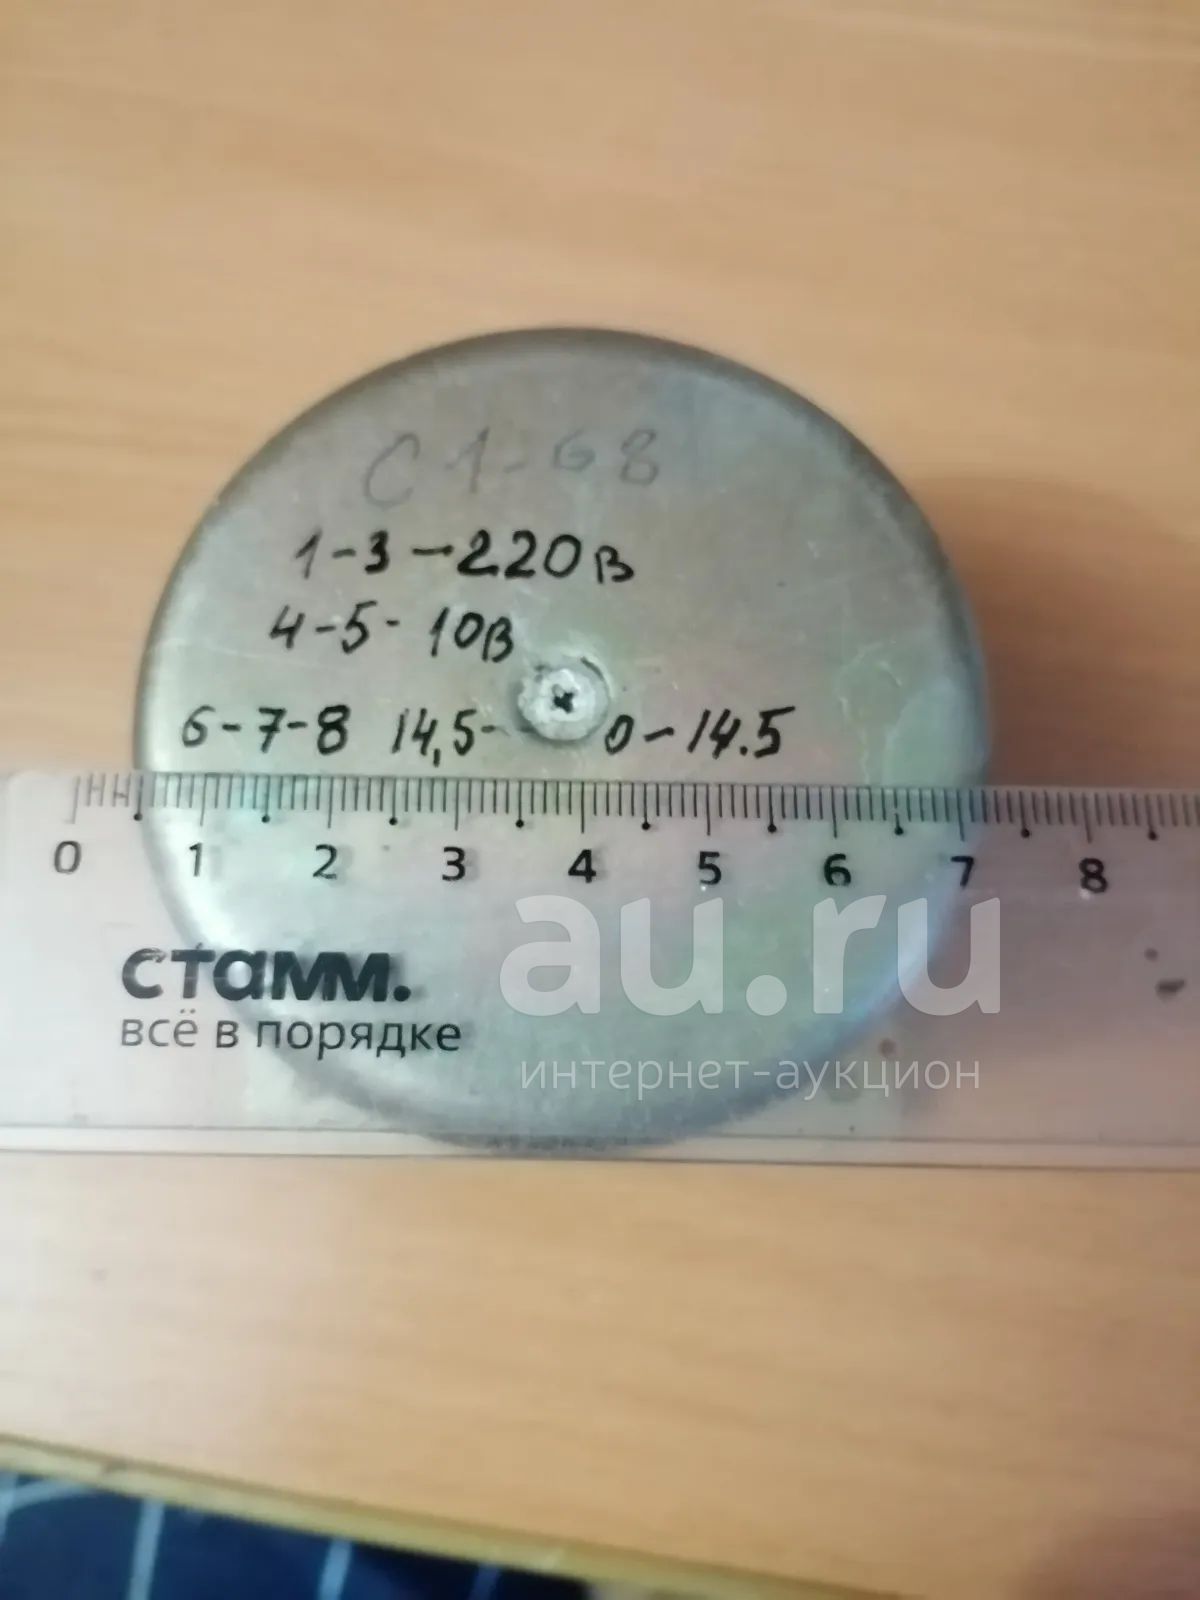 С1-68
1-3-220В
4-5-10В
6-7-8 14,5-0-14.5
0 1 2 3 4 5 6 7 8
стамм.
всё в порядке
au.ru
интернет-аукцион